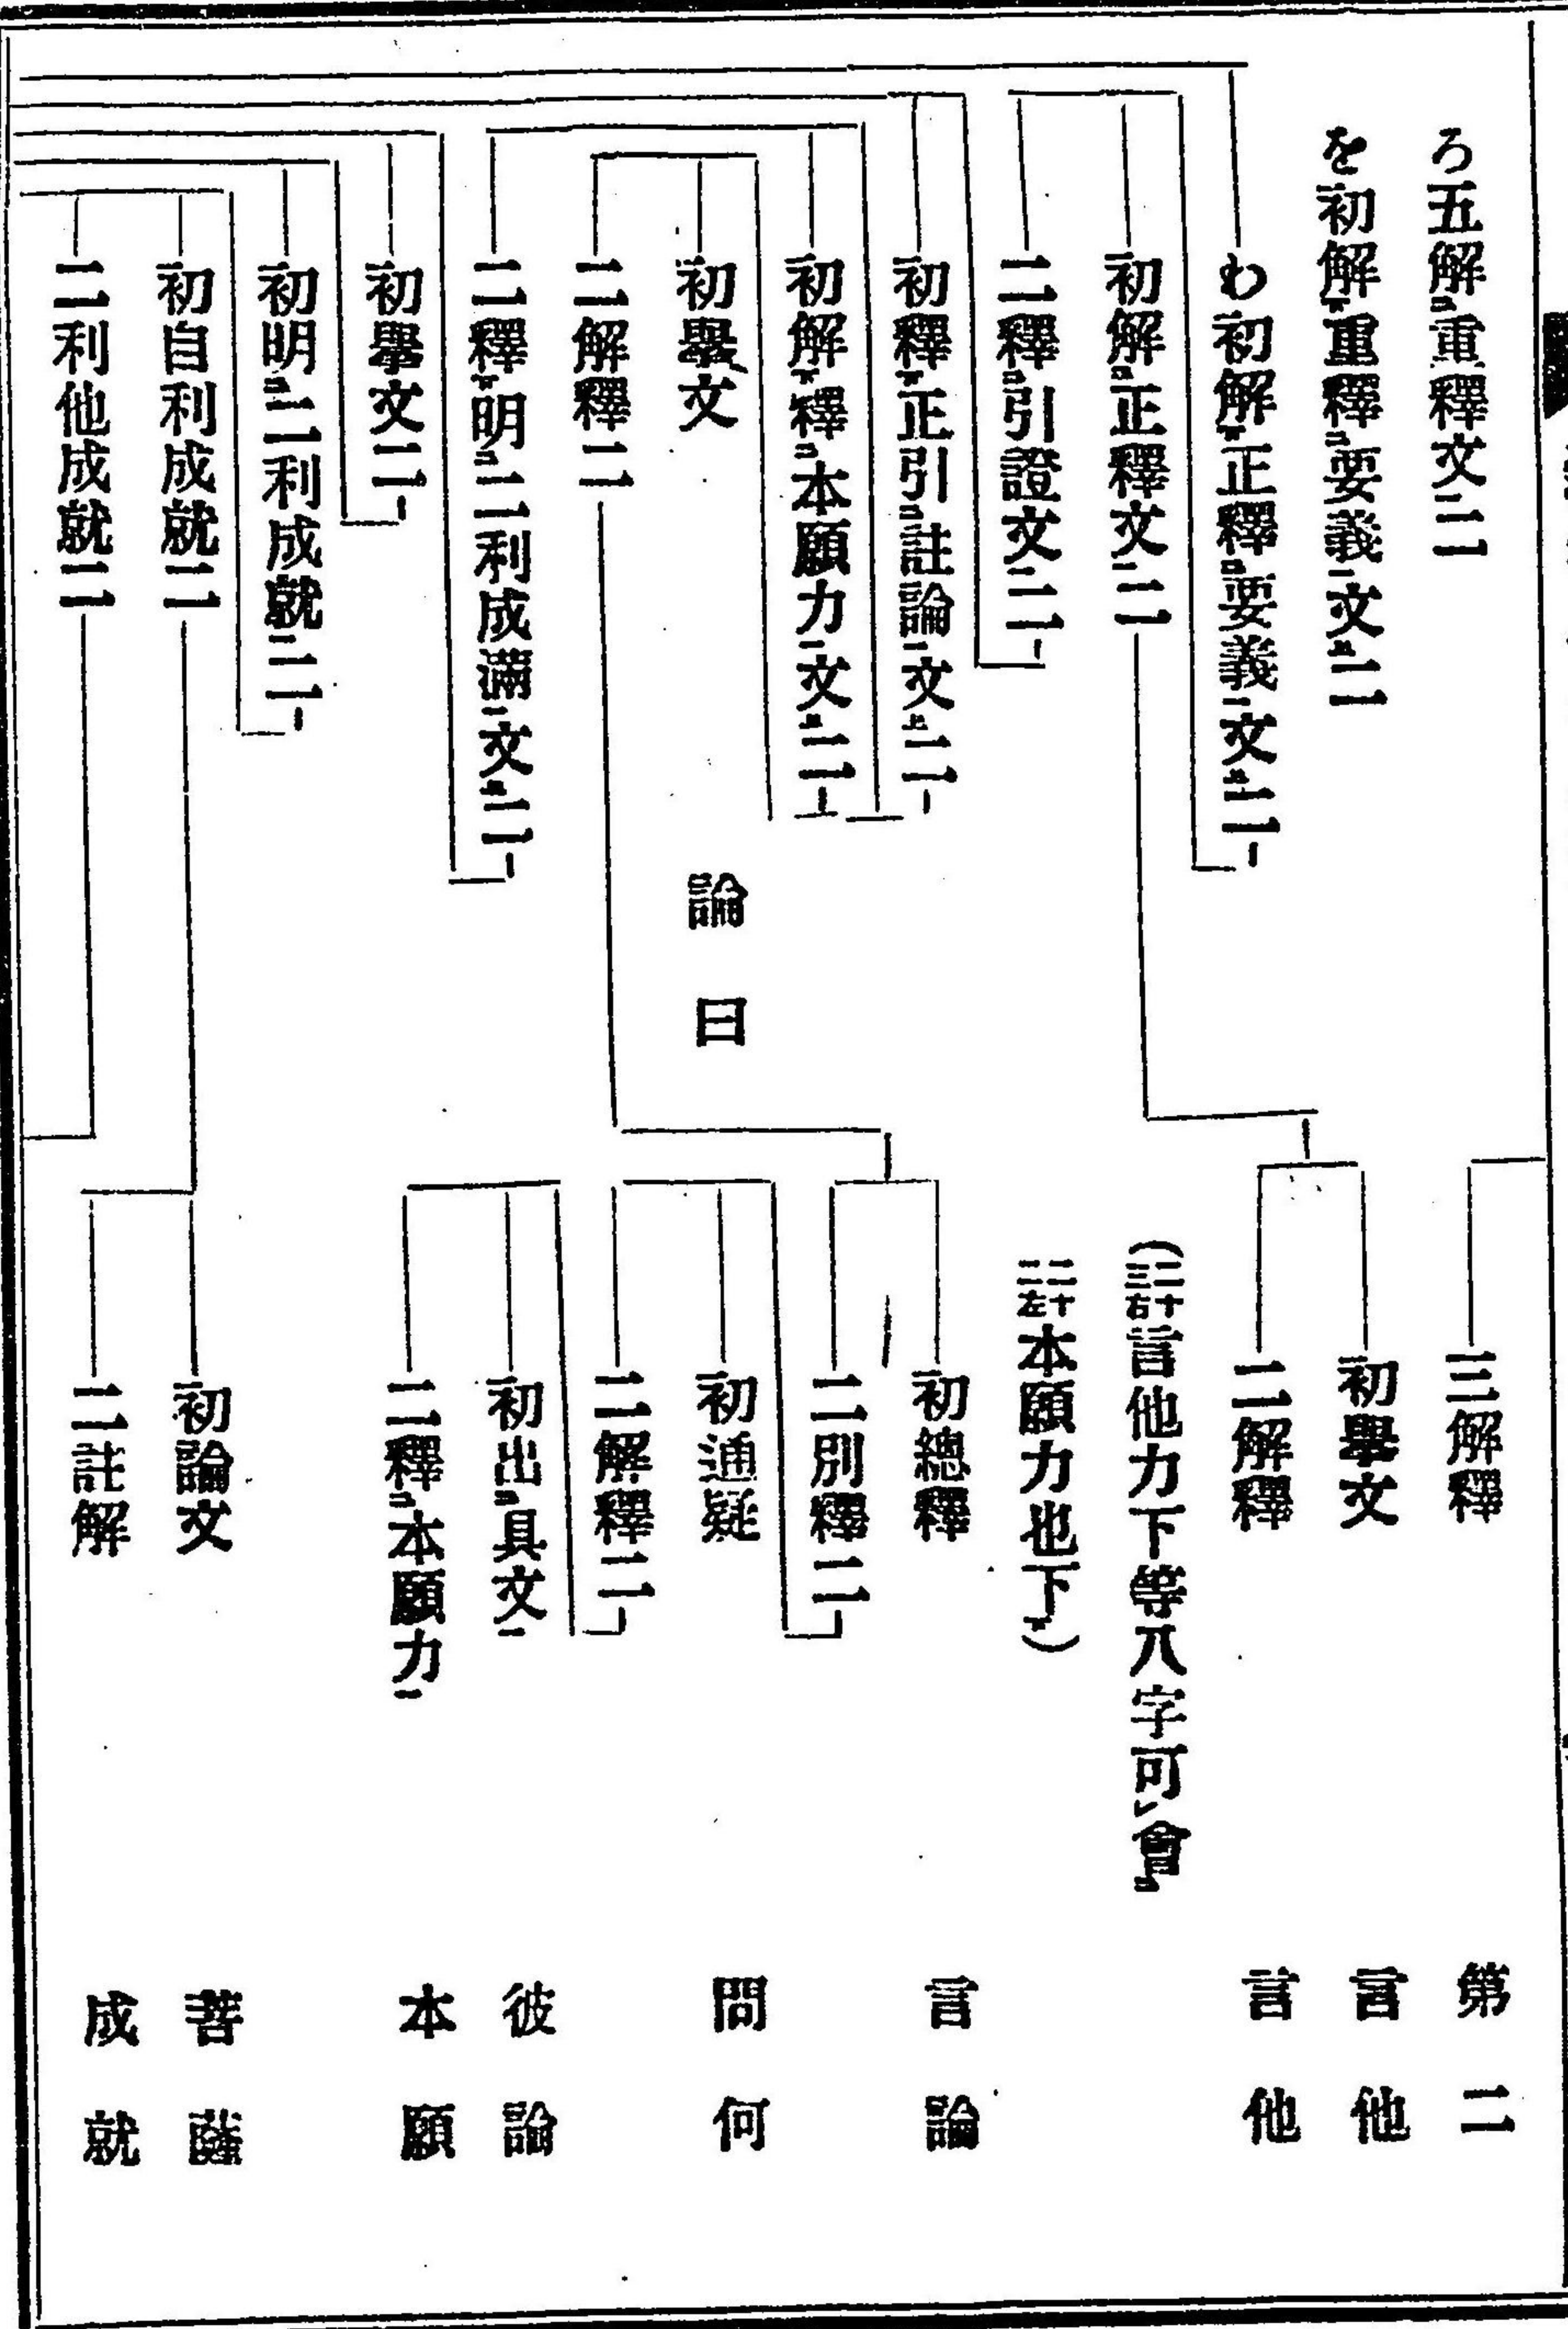 ろ五解重釋文二
三解釋
第二
を初解重釋要義文二
初擧文
言他
わ初解正釋要義文二
二解釋
言他
初解正釋文二
(二十三右言他力下等八字可會
二釋引證文二
二十二左本願力也下)
初釋正引註論文二
初總釋
言論
初解釋本願力文二
二別釋二
初擧文
論曰
初通疑
問何
二解釋二
二解釋二
二釋明二利成滿文二
初出具文
彼論
初擧文二
二釋本願力
本願
初明二利成就二
初自利成就二
初論文
菩薩
二利他成就二
二註解
成就